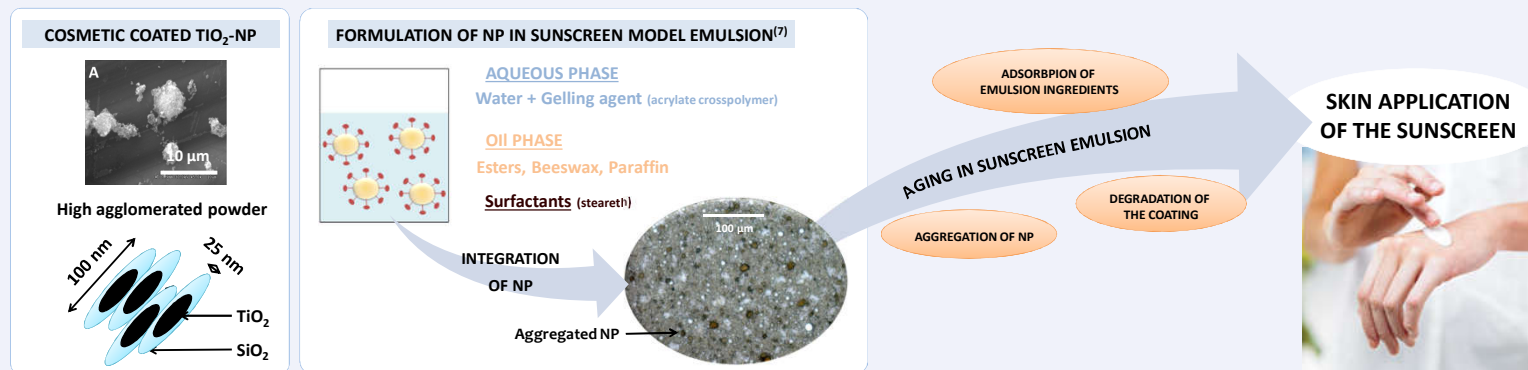 COSMETIC COATED TIO₂-NP
A
10 µm
High agglomerated powder
100 nm
25 nm
TiO₂
SiO₂
FORMULATION OF NP IN SUNSCREEN MODEL EMULSION⁽⁷⁾
AQUEOUS PHASE
Water + Gelling agent (acrylate crosspolymer)
OIl PHASE
Esters, Beeswax, Paraffin
Surfactants (steareth)
INTEGRATION
OF NP
100 µm
Aggregated NP
ADSORBPION OF
EMULSION INGREDIENTS
AGING IN SUNSCREEN EMULSION
AGGREGATION OF NP
DEGRADATION OF
THE COATING
SKIN APPLICATION
OF THE SUNSCREEN